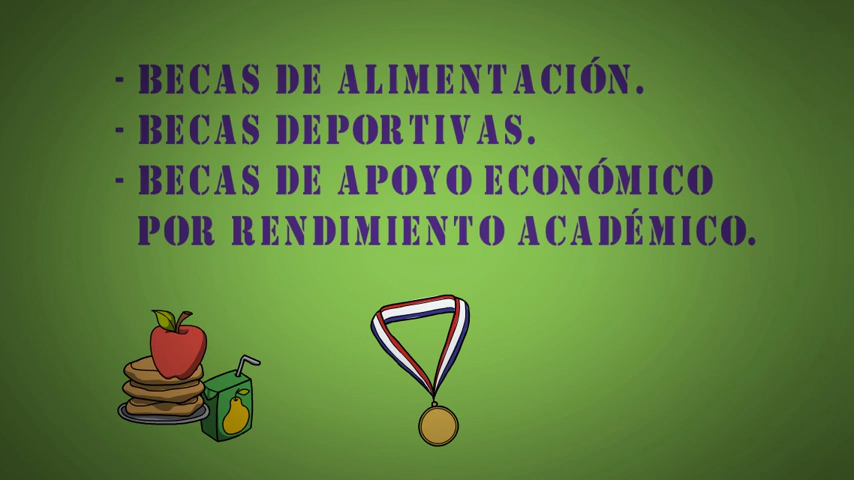 - BECAS DE ALIMENTACIÓN.
- BECAS DEPORTIVAS.
- BECAS DE APOYO ECONÓMICO
POR RENDIMIENTO ACADÉMICO.